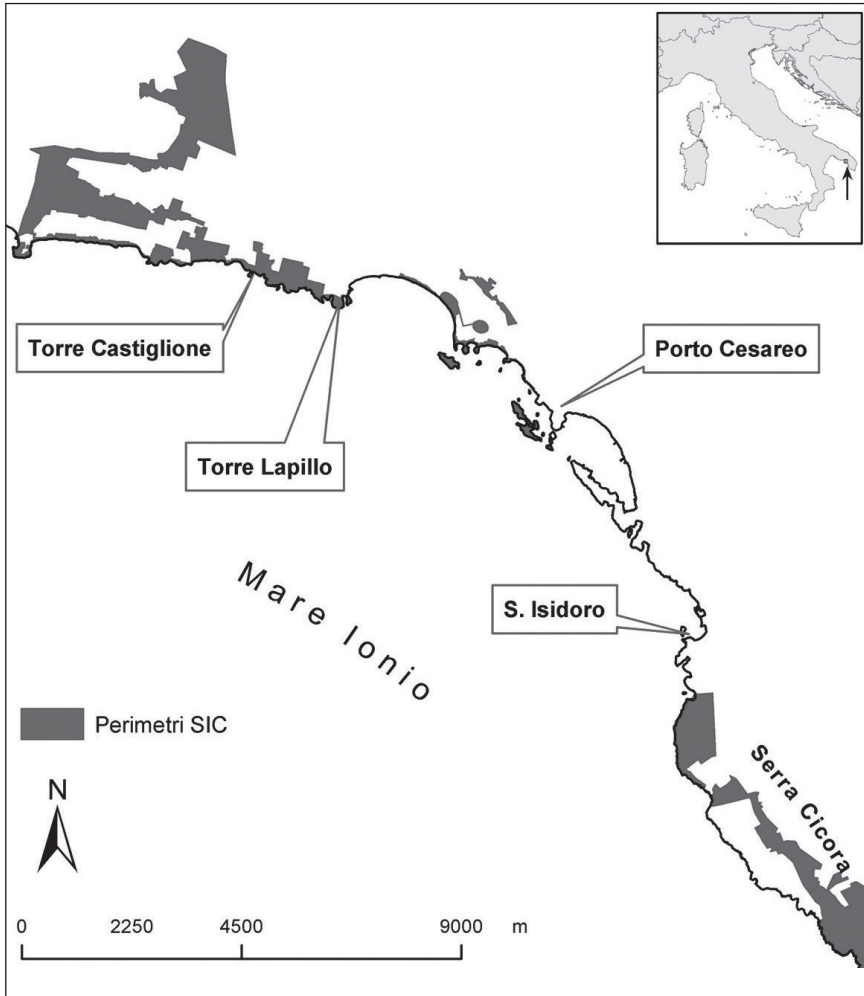 Torre Castiglione
Porto Cesareo
Torre Lapillo
Mare Ionio
S. Isidoro
Perimetri SIC
Serra Cicora
N
0 2250 4500 9000 m